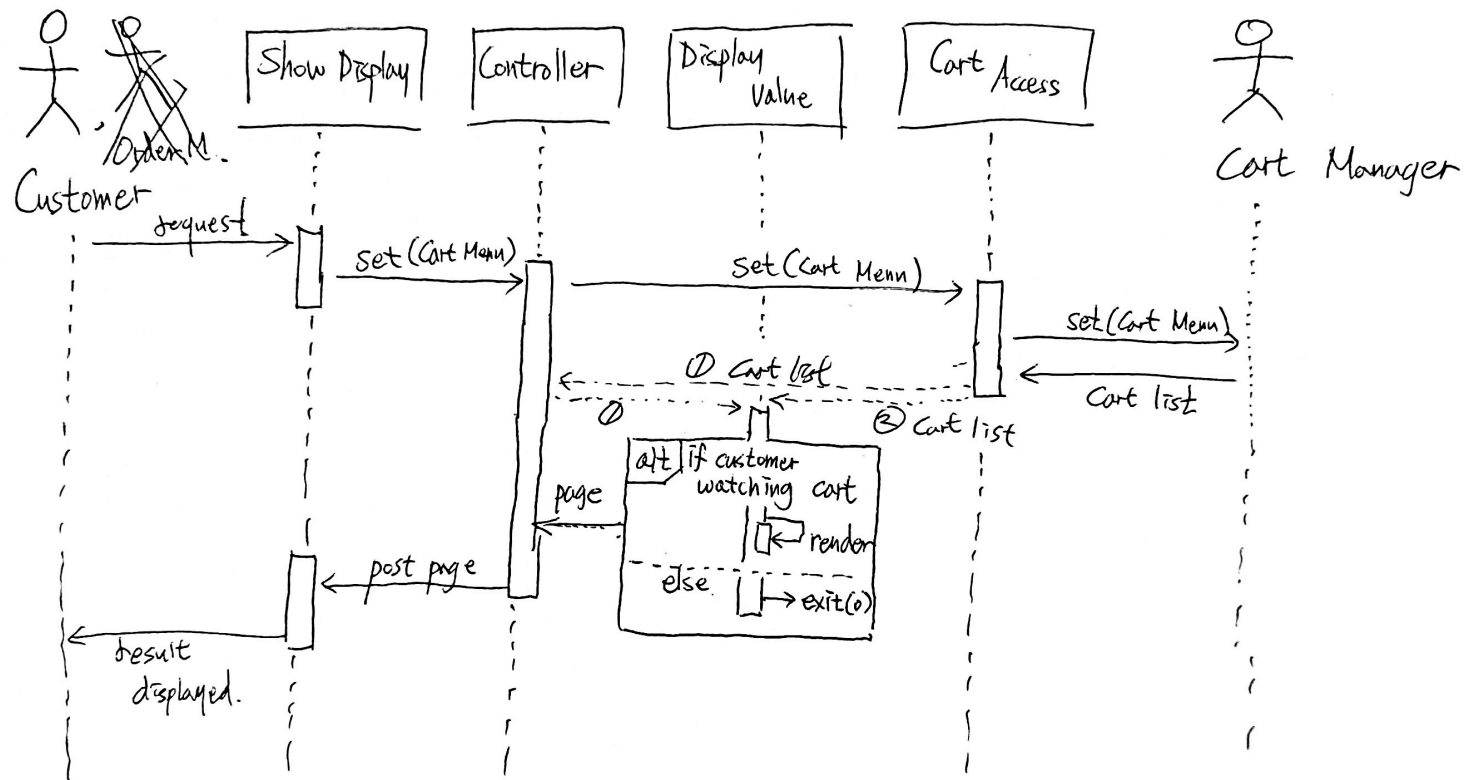 Show Display
Controller
Display
Value
Cart
Access
Order M.
Customer
Cart Manager
request
set (Cart Menu)
set (Cart Menu)
set (Cart Menu)
① Cart list
Cart list
①
② Cart list
alt
if customer
watching cart
page
render
post page
else
exit(0)
result
displayed.